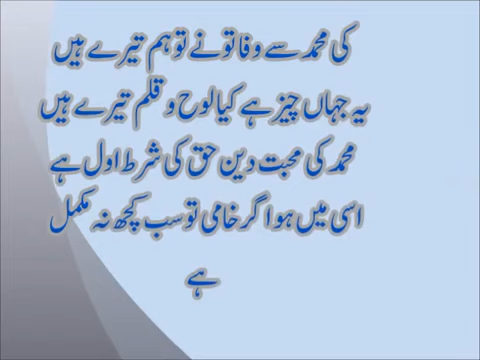 کی محمد سے وفا تو نے تو ہم تیرے ہیں
یہ جہاں چیز ہے کیا لوح و قلم تیرے ہیں
محمد کی محبت دین حق کی شرط اول ہے
اسی میں ہو اگر خامی تو سب کچھ نہ مکمل
ہے